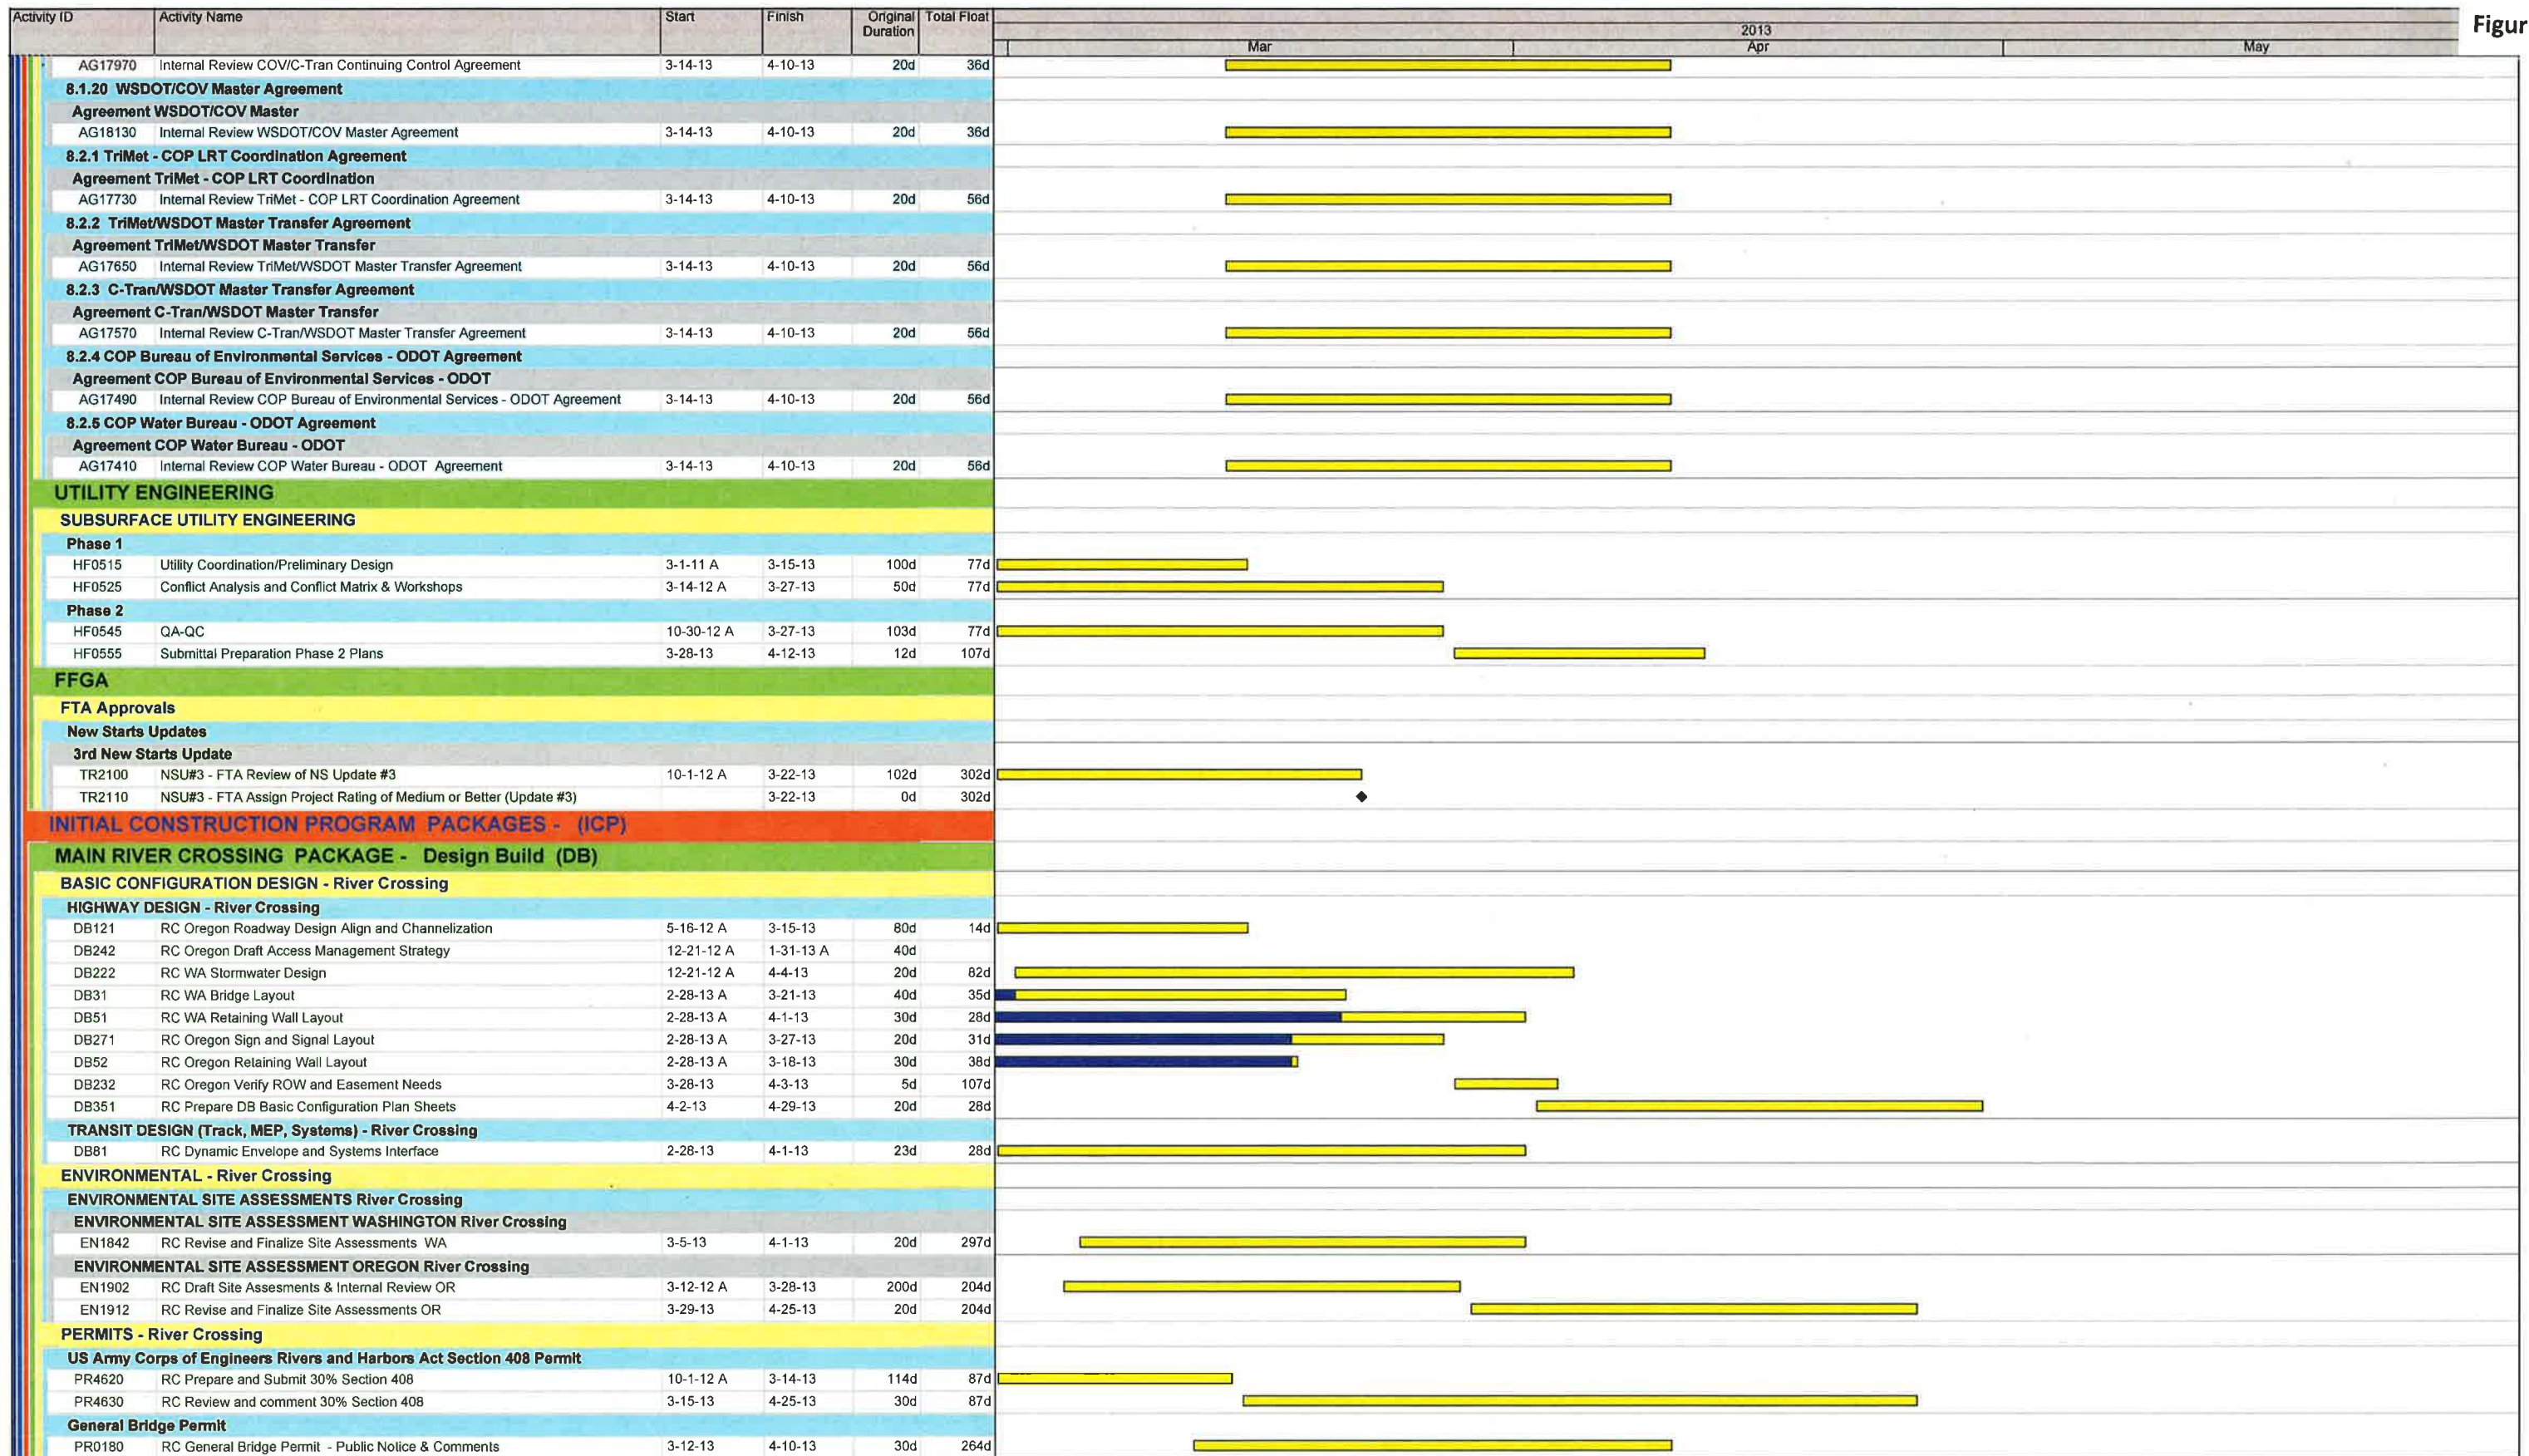 Activity ID Activity Name Start Finish Original Duration Total Float
2013
Mar Apr May
Figur
AG17970 Internal Review COV/C-Tran Continuing Control Agreement 3-14-13 4-10-13 20d 36d
8.1.20 WSDOT/COV Master Agreement
Agreement WSDOT/COV Master
AG18130 Internal Review WSDOT/COV Master Agreement 3-14-13 4-10-13 20d 36d
8.2.1 TriMet - COP LRT Coordination Agreement
Agreement TriMet - COP LRT Coordination
AG17730 Internal Review TriMet - COP LRT Coordination Agreement 3-14-13 4-10-13 20d 56d
8.2.2 TriMet/WSDOT Master Transfer Agreement
Agreement TriMet/WSDOT Master Transfer
AG17650 Internal Review TriMet/WSDOT Master Transfer Agreement 3-14-13 4-10-13 20d 56d
8.2.3 C-Tran/WSDOT Master Transfer Agreement
Agreement C-Tran/WSDOT Master Transfer
AG17570 Internal Review C-Tran/WSDOT Master Transfer Agreement 3-14-13 4-10-13 20d 56d
8.2.4 COP Bureau of Environmental Services - ODOT Agreement
Agreement COP Bureau of Environmental Services - ODOT
AG17490 Internal Review COP Bureau of Environmental Services - ODOT Agreement 3-14-13 4-10-13 20d 56d
8.2.5 COP Water Bureau - ODOT Agreement
Agreement COP Water Bureau - ODOT
AG17410 Internal Review COP Water Bureau - ODOT Agreement 3-14-13 4-10-13 20d 56d
UTILITY ENGINEERING
SUBSURFACE UTILITY ENGINEERING
Phase 1
HF0515 Utility Coordination/Preliminary Design 3-1-11 A 3-15-13 100d 77d
HF0525 Conflict Analysis and Conflict Matrix & Workshops 3-14-12 A 3-27-13 50d 77d
Phase 2
HF0545 QA-QC 10-30-12 A 3-27-13 103d 77d
HF0555 Submittal Preparation Phase 2 Plans 3-28-13 4-12-13 12d 107d
FFGA
FTA Approvals
New Starts Updates
3rd New Starts Update
TR2100 NSU#3 - FTA Review of NS Update #3 10-1-12 A 3-22-13 102d 302d
TR2110 NSU#3 - FTA Assign Project Rating of Medium or Better (Update #3) 3-22-13 0d 302d
INITIAL CONSTRUCTION PROGRAM PACKAGES - (ICP)
MAIN RIVER CROSSING PACKAGE - Design Build (DB)
BASIC CONFIGURATION DESIGN - River Crossing
HIGHWAY DESIGN - River Crossing
DB121 RC Oregon Roadway Design Align and Channelization 5-16-12 A 3-15-13 80d 14d
DB242 RC Oregon Draft Access Management Strategy 12-21-12 A 1-31-13 A 40d
DB222 RC WA Stormwater Design 12-21-12 A 4-4-13 20d 82d
DB31 RC WA Bridge Layout 2-28-13 A 3-21-13 40d 35d
DB51 RC WA Retaining Wall Layout 2-28-13 A 4-1-13 30d 28d
DB271 RC Oregon Sign and Signal Layout 2-28-13 A 3-27-13 20d 31d
DB52 RC Oregon Retaining Wall Layout 2-28-13 A 3-18-13 30d 38d
DB232 RC Oregon Verify ROW and Easement Needs 3-28-13 4-3-13 5d 107d
DB351 RC Prepare DB Basic Configuration Plan Sheets 4-2-13 4-29-13 20d 28d
TRANSIT DESIGN (Track, MEP, Systems) - River Crossing
DB81 RC Dynamic Envelope and Systems Interface 2-28-13 4-1-13 23d 28d
ENVIRONMENTAL - River Crossing
ENVIRONMENTAL SITE ASSESSMENTS River Crossing
ENVIRONMENTAL SITE ASSESSMENT WASHINGTON River Crossing
EN1842 RC Revise and Finalize Site Assessments WA 3-5-13 4-1-13 20d 297d
ENVIRONMENTAL SITE ASSESSMENT OREGON River Crossing
EN1902 RC Draft Site Assesments & Internal Review OR 3-12-12 A 3-28-13 200d 204d
EN1912 RC Revise and Finalize Site Assessments OR 3-29-13 4-25-13 20d 204d
PERMITS - River Crossing
US Army Corps of Engineers Rivers and Harbors Act Section 408 Permit
PR4620 RC Prepare and Submit 30% Section 408 10-1-12 A 3-14-13 114d 87d
PR4630 RC Review and comment 30% Section 408 3-15-13 4-25-13 30d 87d
General Bridge Permit
PR0180 RC General Bridge Permit - Public Notice & Comments 3-12-13 4-10-13 30d 264d